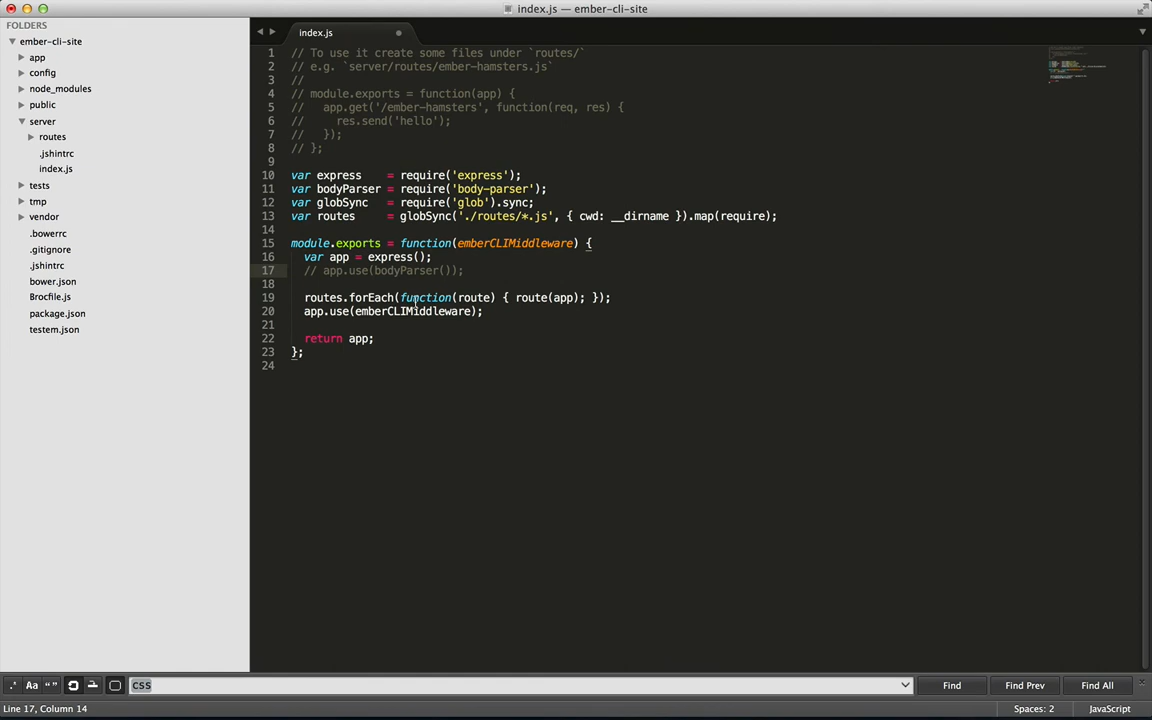 index.js — ember-cli-site
FOLDERS
ember-cli-site
app
config
node_modules
public
server
routes
.jshintrc
index.js
tests
tmp
vendor
.bowerrc
.gitignore
.jshintrc
bower.json
Brocfile.js
package.json
testem.json
index.js
1 // To use it create some files under `routes/`
2 // e.g. `server/routes/ember-hamsters.js`
3 //
4 // module.exports = function(app) {
5 //   app.get('/ember-hamsters', function(req, res) {
6 //     res.send('hello');
7 //   });
8 // };
9
10 var express    = require('express');
11 var bodyParser = require('body-parser');
12 var globSync   = require('glob').sync;
13 var routes     = globSync('./routes/*.js', { cwd: __dirname }).map(require);
14
15 module.exports = function(emberCLIMiddleware) {
16   var app = express();
17   // app.use(bodyParser());
18
19   routes.forEach(function(route) { route(app); });
20   app.use(emberCLIMiddleware);
21
22   return app;
23 };
24
.* Aa “” CSS Find Find Prev Find All
Line 17, Column 14 Spaces: 2 JavaScript